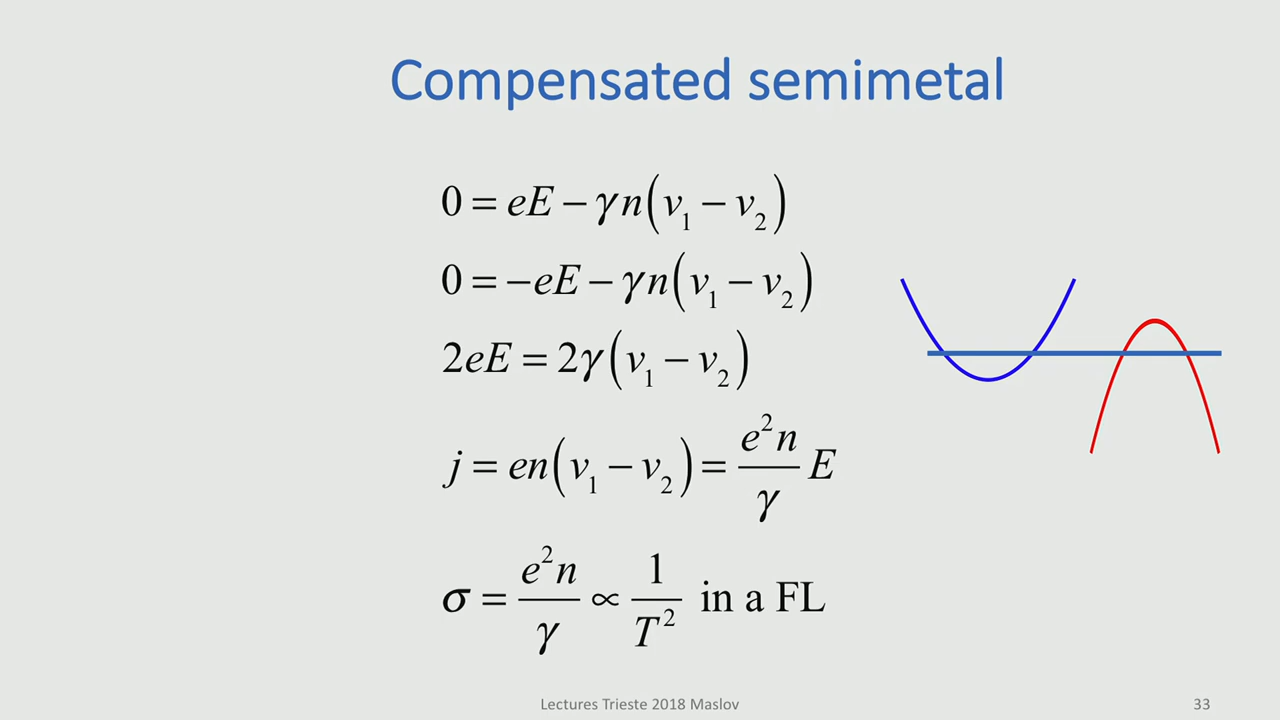 Compensated semimetal
0 = eE − γn(v₁ − v₂)
0 = −eE − γn(v₁ − v₂)
2eE = 2γ(v₁ − v₂)
j = en(v₁ − v₂) = e²n/γ E
σ = e²n/γ ∝ 1/T² in a FL
Lectures Trieste 2018 Maslov
33